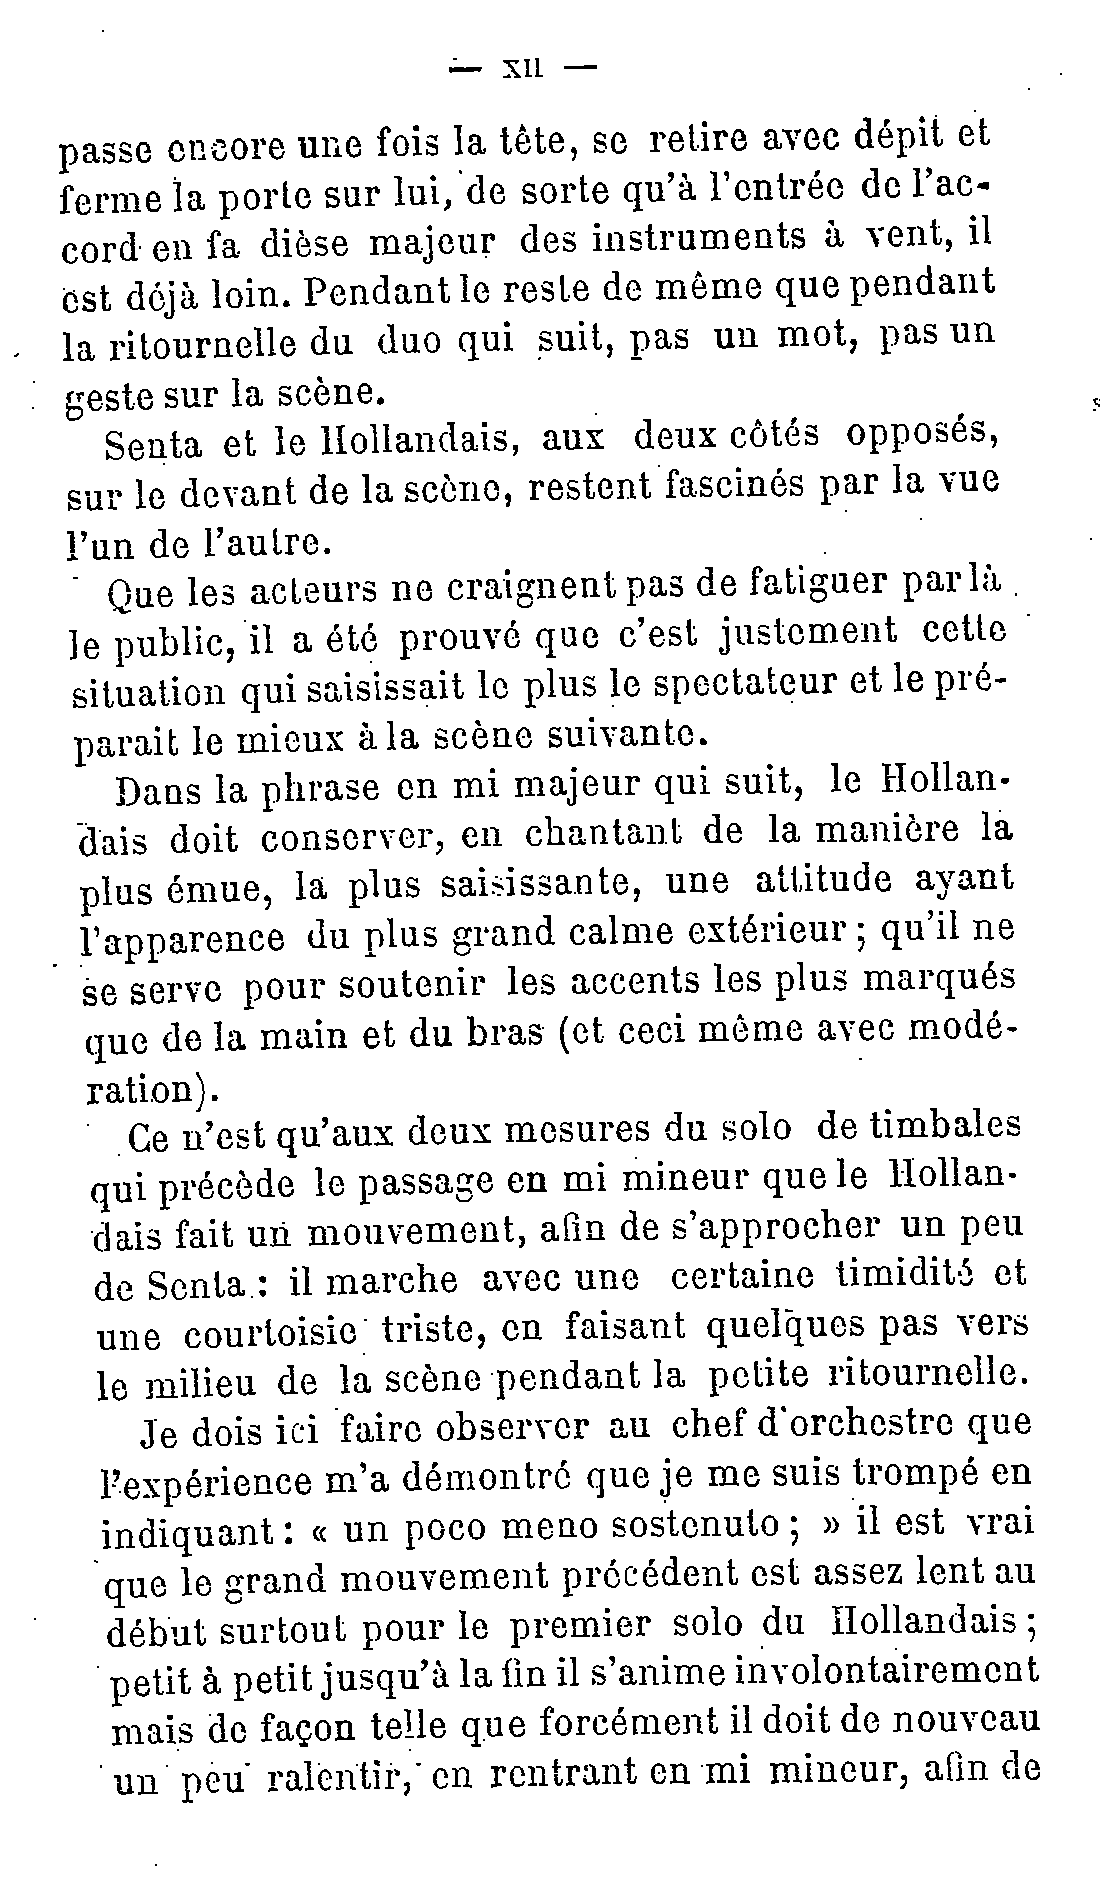 — XII —
passe encore une fois la tête, se retire avec dépit et
ferme la porte sur lui, de sorte qu'à l'entrée de l'ac-
cord en fa dièse majeur des instruments à vent, il
est déjà loin. Pendant le reste de même que pendant
la ritournelle du duo qui suit, pas un mot, pas un
geste sur la scène.
Senta et le Hollandais, aux deux côtés opposés,
sur le devant de la scène, restent fascinés par la vue
l'un de l'autre.
Que les acteurs ne craignent pas de fatiguer par là
le public, il a été prouvé que c'est justement cette
situation qui saisissait le plus le spectateur et le pré-
parait le mieux à la scène suivante.
Dans la phrase en mi majeur qui suit, le Hollan-
dais doit conserver, en chantant de la manière la
plus émue, la plus saisissante, une attitude ayant
l'apparence du plus grand calme extérieur ; qu'il ne
se serve pour soutenir les accents les plus marqués
que de la main et du bras (et ceci même avec modé-
ration).
Ce n'est qu'aux deux mesures du solo de timbales
qui précède le passage en mi mineur que le Hollan-
dais fait un mouvement, afin de s'approcher un peu
de Senta : il marche avec une certaine timidité et
une courtoisie triste, en faisant quelques pas vers
le milieu de la scène pendant la petite ritournelle.
Je dois ici faire observer au chef d'orchestre que
l'expérience m'a démontré que je me suis trompé en
indiquant : « un poco meno sostenuto ; » il est vrai
que le grand mouvement précédent est assez lent au
début surtout pour le premier solo du Hollandais ;
petit à petit jusqu'à la fin il s'anime involontairement
mais de façon telle que forcément il doit de nouveau
un peu ralentir, en rentrant en mi mineur, afin de